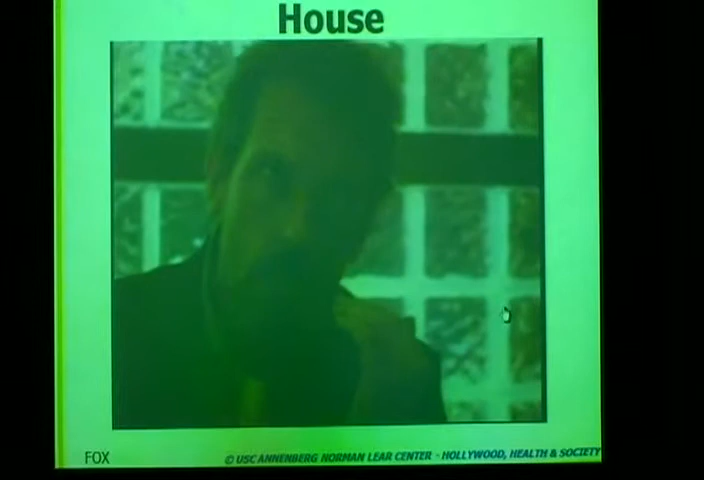 House
FOX
© USC ANNENBERG NORMAN LEAR CENTER - HOLLYWOOD, HEALTH & SOCIETY